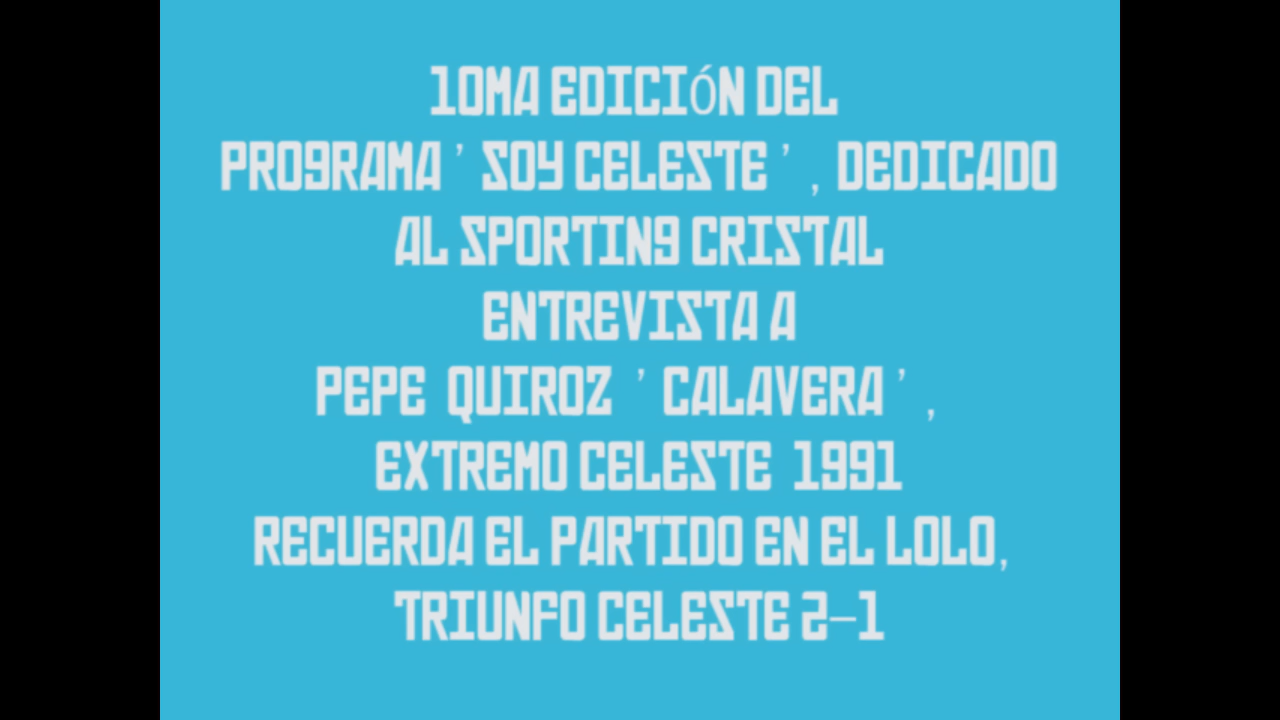 10MA EDICIÓN DEL
PROGRAMA ' SOY CELESTE ' , DEDICADO
AL SPORTING CRISTAL
ENTREVISTA A
PEPE QUIROZ ' CALAVERA ' ,
EXTREMO CELESTE 1991
RECUERDA EL PARTIDO EN EL LOLO,
TRIUNFO CELESTE 2-1